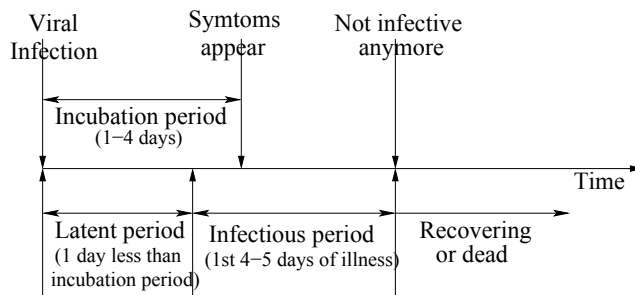 Viral
Infection
Symtoms
appear
Not infective
anymore
Incubation period
(1−4 days)
Time
Latent period
(1 day less than
incubation period)
Infectious period
(1st 4−5 days of illness)
Recovering
or dead